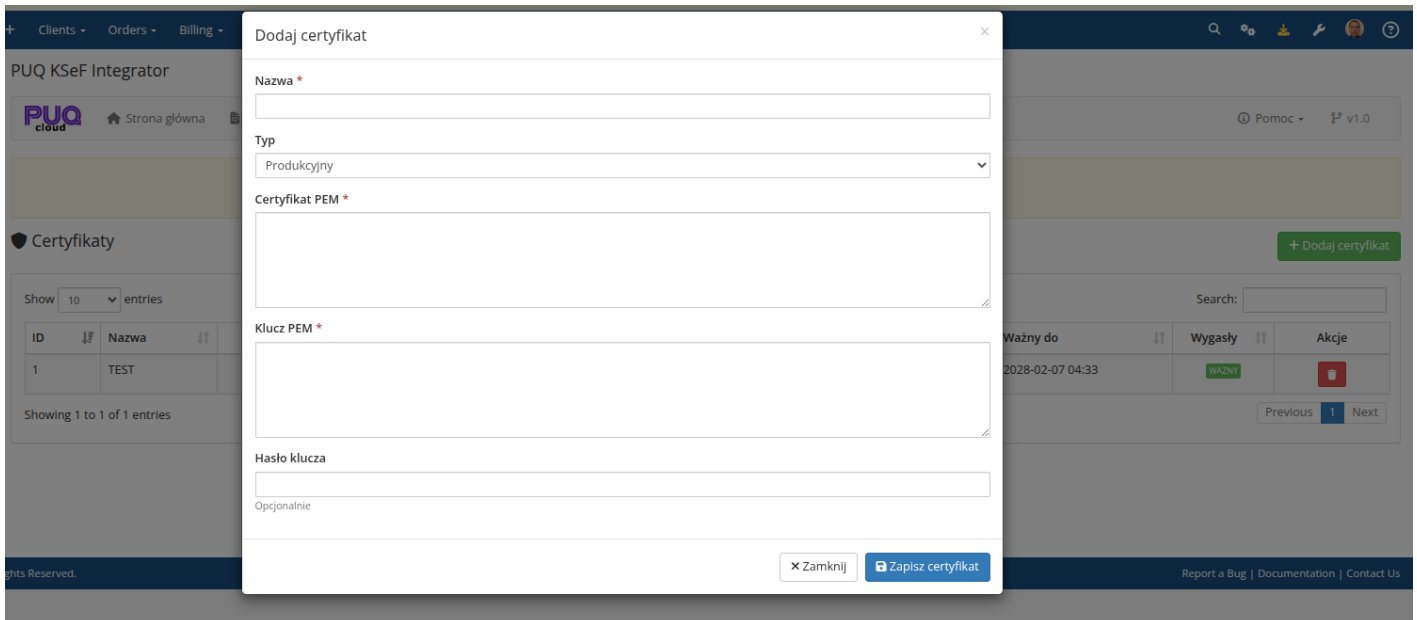 + Clients Orders Billing
PUQ KSeF Integrator
PUQ cloud Strona główna
Pomoc v1.0
Certyfikaty
+ Dodaj certyfikat
Show 10 entries
Search:
ID Nazwa Ważny do Wygasły Akcje
1 TEST 2028-02-07 04:33 WAŻNY
Showing 1 to 1 of 1 entries
Previous 1 Next
ghts Reserved.
Report a Bug | Documentation | Contact Us
Dodaj certyfikat ×
Nazwa *
Typ
Produkcyjny
Certyfikat PEM *
Klucz PEM *
Hasło klucza
Opcjonalnie
× Zamknij Zapisz certyfikat